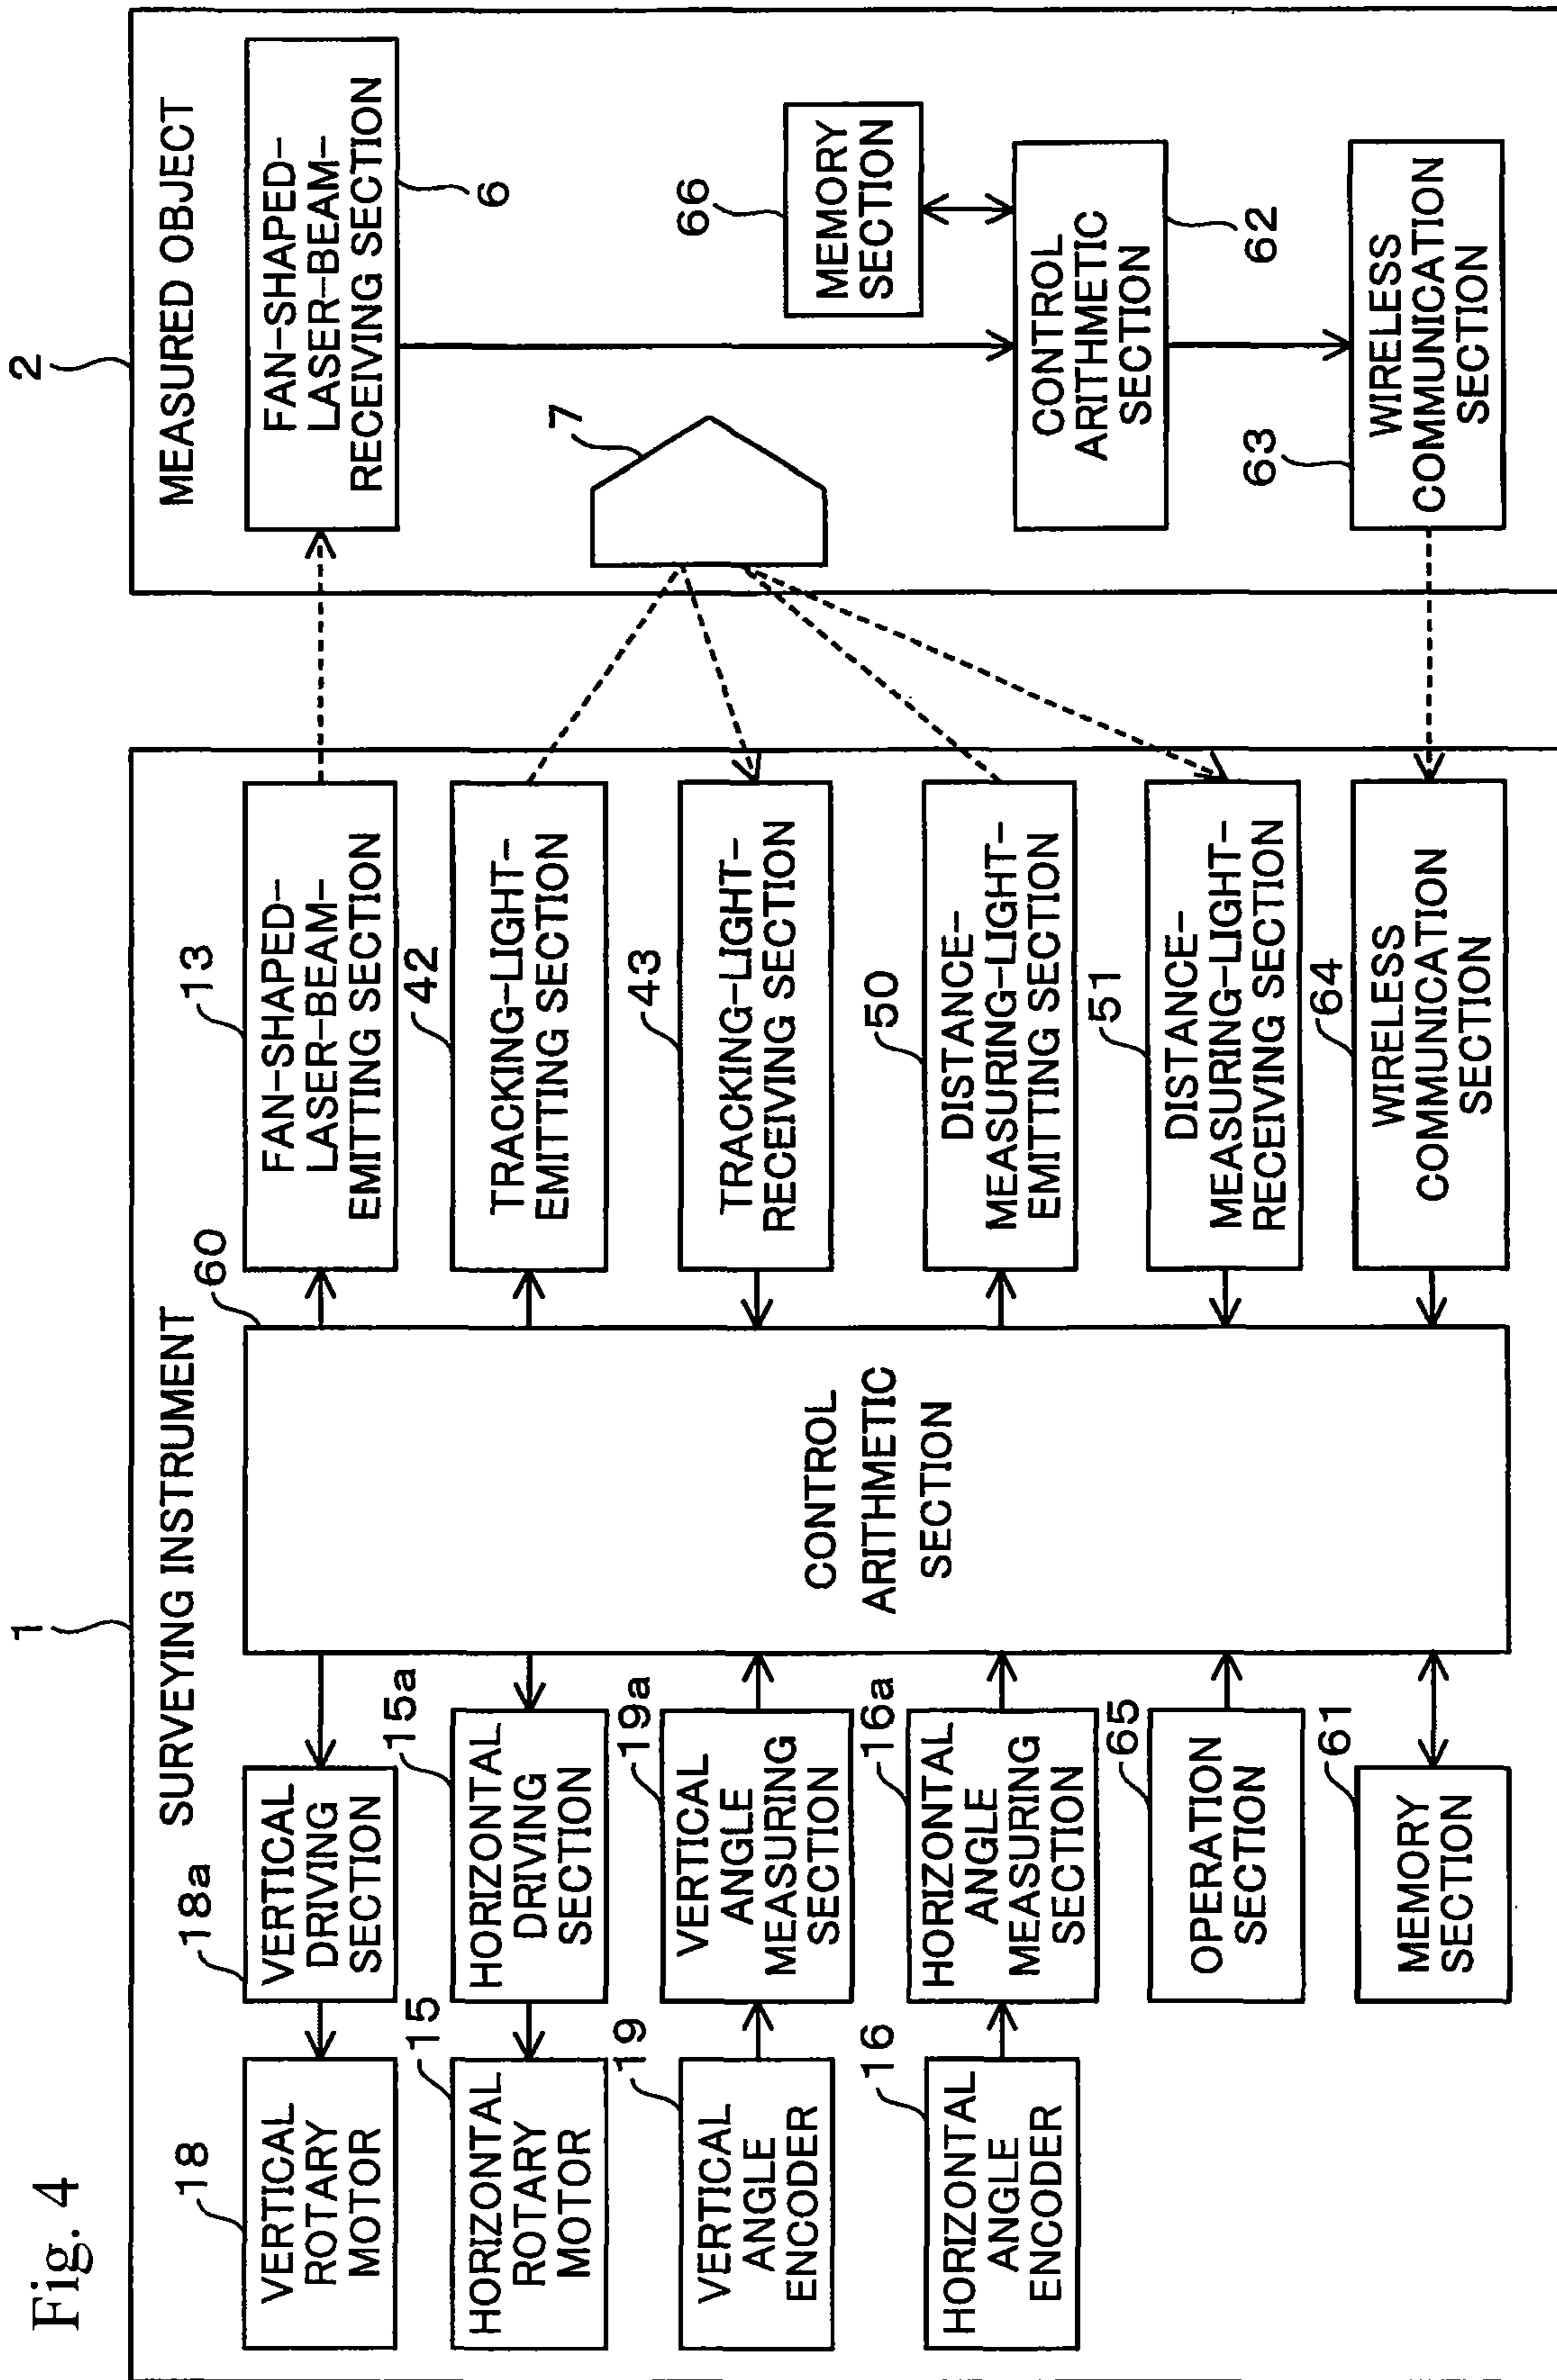 Fig. 4
1
SURVEYING INSTRUMENT
18
VERTICAL
ROTARY
MOTOR
18a
VERTICAL
DRIVING
SECTION
15
HORIZONTAL
ROTARY
MOTOR
15a
HORIZONTAL
DRIVING
SECTION
19
VERTICAL
ANGLE
ENCODER
19a
VERTICAL
ANGLE
MEASURING
SECTION
16
HORIZONTAL
ANGLE
ENCODER
16a
HORIZONTAL
ANGLE
MEASURING
SECTION
65
OPERATION
SECTION
61
MEMORY
SECTION
60
CONTROL
ARITHMETIC
SECTION
13
FAN-SHAPED-
LASER-BEAM-
EMITTING SECTION
42
TRACKING-LIGHT-
EMITTING SECTION
43
TRACKING-LIGHT-
RECEIVING SECTION
50
DISTANCE-
MEASURING-LIGHT-
EMITTING SECTION
51
DISTANCE-
MEASURING-LIGHT-
RECEIVING SECTION
64
WIRELESS
COMMUNICATION
SECTION
2
MEASURED OBJECT
FAN-SHAPED-
LASER-BEAM-
RECEIVING SECTION
6
7
66
MEMORY
SECTION
CONTROL
ARITHMETIC
SECTION
62
63
WIRELESS
COMMUNICATION
SECTION